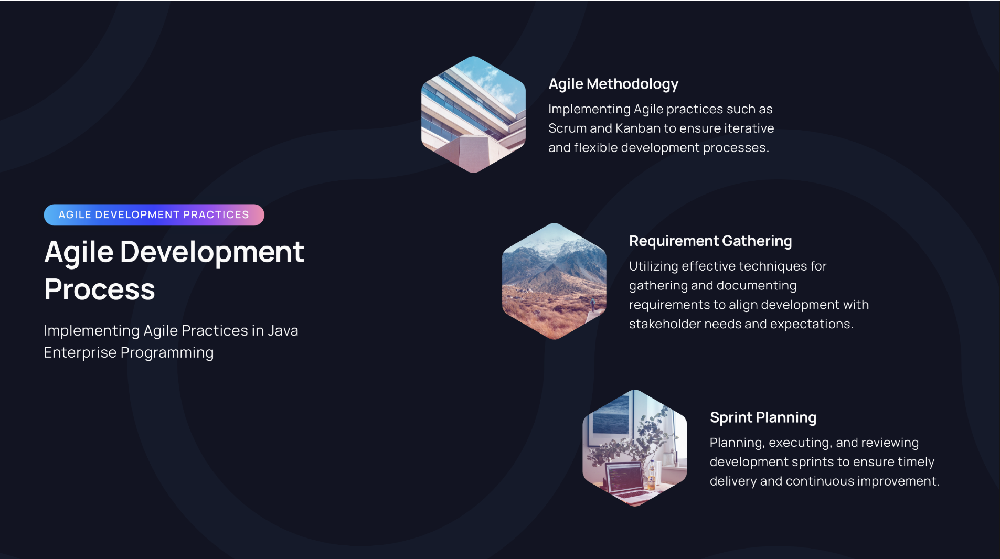 AGILE DEVELOPMENT PRACTICES
Agile Development
Process
Implementing Agile Practices in Java
Enterprise Programming
Agile Methodology
Implementing Agile practices such as
Scrum and Kanban to ensure iterative
and flexible development processes.
Requirement Gathering
Utilizing effective techniques for
gathering and documenting
requirements to align development with
stakeholder needs and expectations.
Sprint Planning
Planning, executing, and reviewing
development sprints to ensure timely
delivery and continuous improvement.